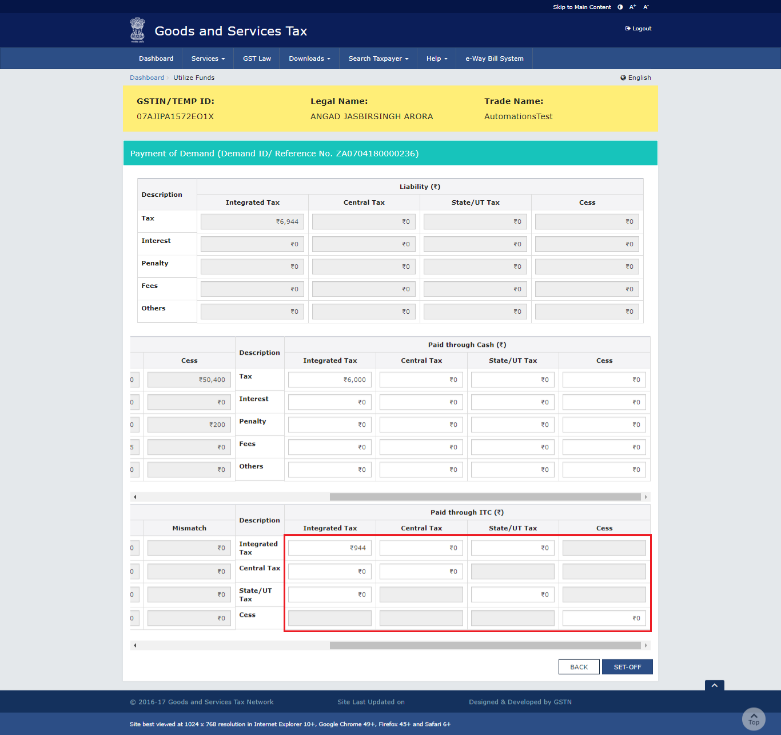 Skip to Main Content A+ A-
Goods and Services Tax
Logout
Dashboard Services GST Law Downloads Search Taxpayer Help e-Way Bill System
Dashboard Utilize Funds English
GSTIN/TEMP ID: Legal Name: Trade Name:
07AJIPA1572EO1X ANGAD JASBIRSINGH ARORA AutomationsTest
Payment of Demand (Demand ID/ Reference No. ZA0704180000236)
Description Liability (₹)
Integrated Tax Central Tax State/UT Tax Cess
Tax ₹6,944 ₹0 ₹0 ₹0
Interest ₹0 ₹0 ₹0 ₹0
Penalty ₹0 ₹0 ₹0 ₹0
Fees ₹0 ₹0 ₹0 ₹0
Others ₹0 ₹0 ₹0 ₹0
Description Paid through Cash (₹)
Cess Integrated Tax Central Tax State/UT Tax Cess
0 ₹50,400 Tax ₹6,000 ₹0 ₹0 ₹0
0 ₹0 Interest ₹0 ₹0 ₹0 ₹0
0 ₹200 Penalty ₹0 ₹0 ₹0 ₹0
5 ₹0 Fees ₹0 ₹0 ₹0 ₹0
0 ₹0 Others ₹0 ₹0 ₹0 ₹0
Description Paid through ITC (₹)
Mismatch Integrated Tax Central Tax State/UT Tax Cess
0 ₹0 Integrated Tax ₹944 ₹0 ₹0
0 ₹0 Central Tax ₹0 ₹0
0 ₹0 State/UT Tax ₹0 ₹0
0 ₹0 Cess ₹0
BACK SET-OFF
© 2016-17 Goods and Services Tax Network Site Last Updated on Designed & Developed by GSTN
Site best viewed at 1024 x 768 resolution in Internet Explorer 10+, Google Chrome 49+, Firefox 45+ and Safari 6+
Top